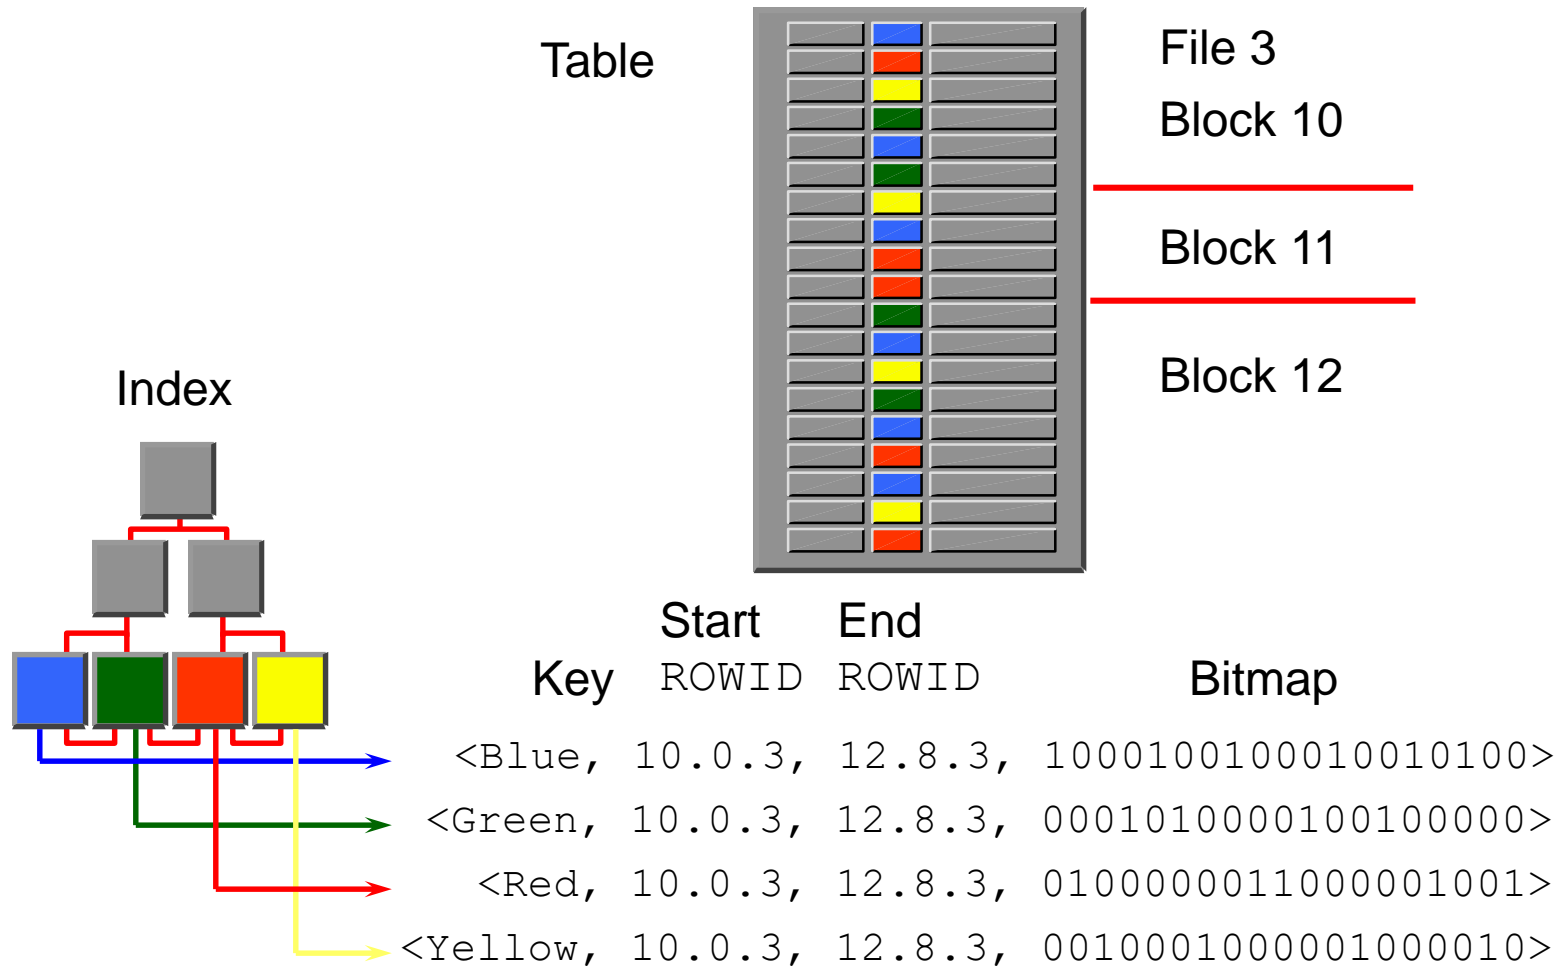 Table
File 3
Block 10
Block 11
Block 12
Index
Start End
Key ROWID ROWID Bitmap
<Blue, 10.0.3, 12.8.3, 1000100100010010100>
<Green, 10.0.3, 12.8.3, 0001010000100100000>
<Red, 10.0.3, 12.8.3, 0100000011000001001>
<Yellow, 10.0.3, 12.8.3, 0010001000001000010>